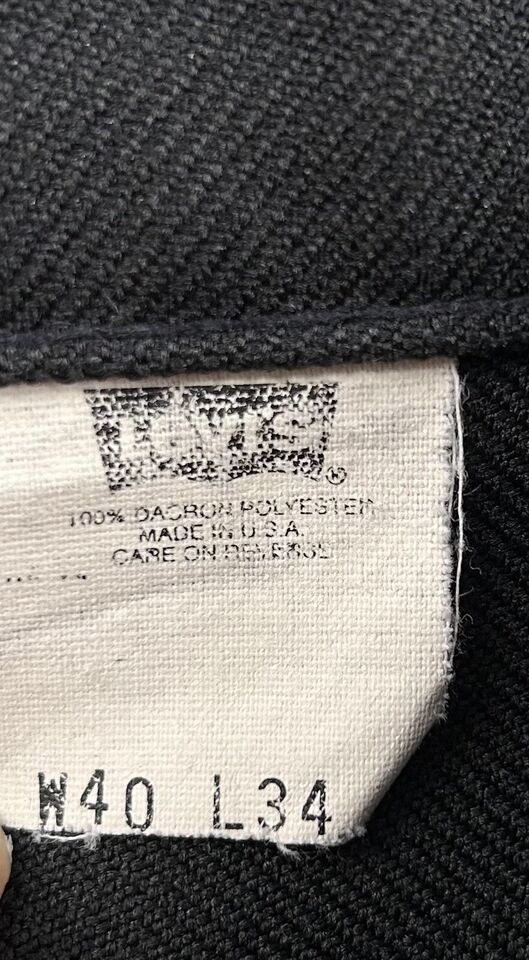 LEVI'S ®
100% DACRON POLYESTER
MADE IN U.S.A.
CARE ON REVERSE
W40 L34